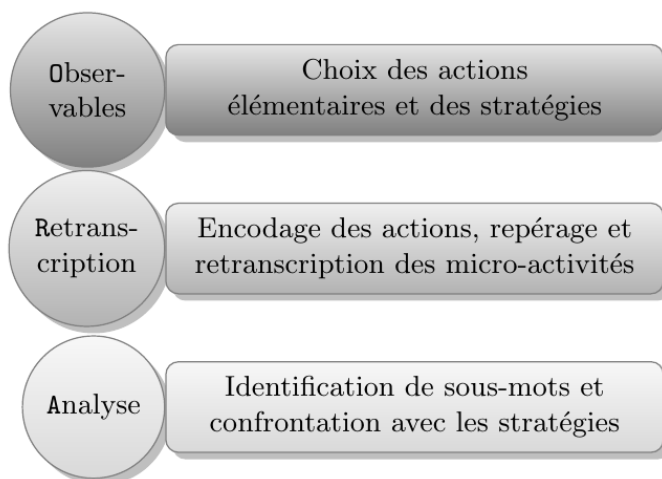 Obser-
vables
Choix des actions
élémentaires et des stratégies
Retrans-
cription
Encodage des actions, repérage et
retranscription des micro-activités
Analyse
Identification de sous-mots et
confrontation avec les stratégies